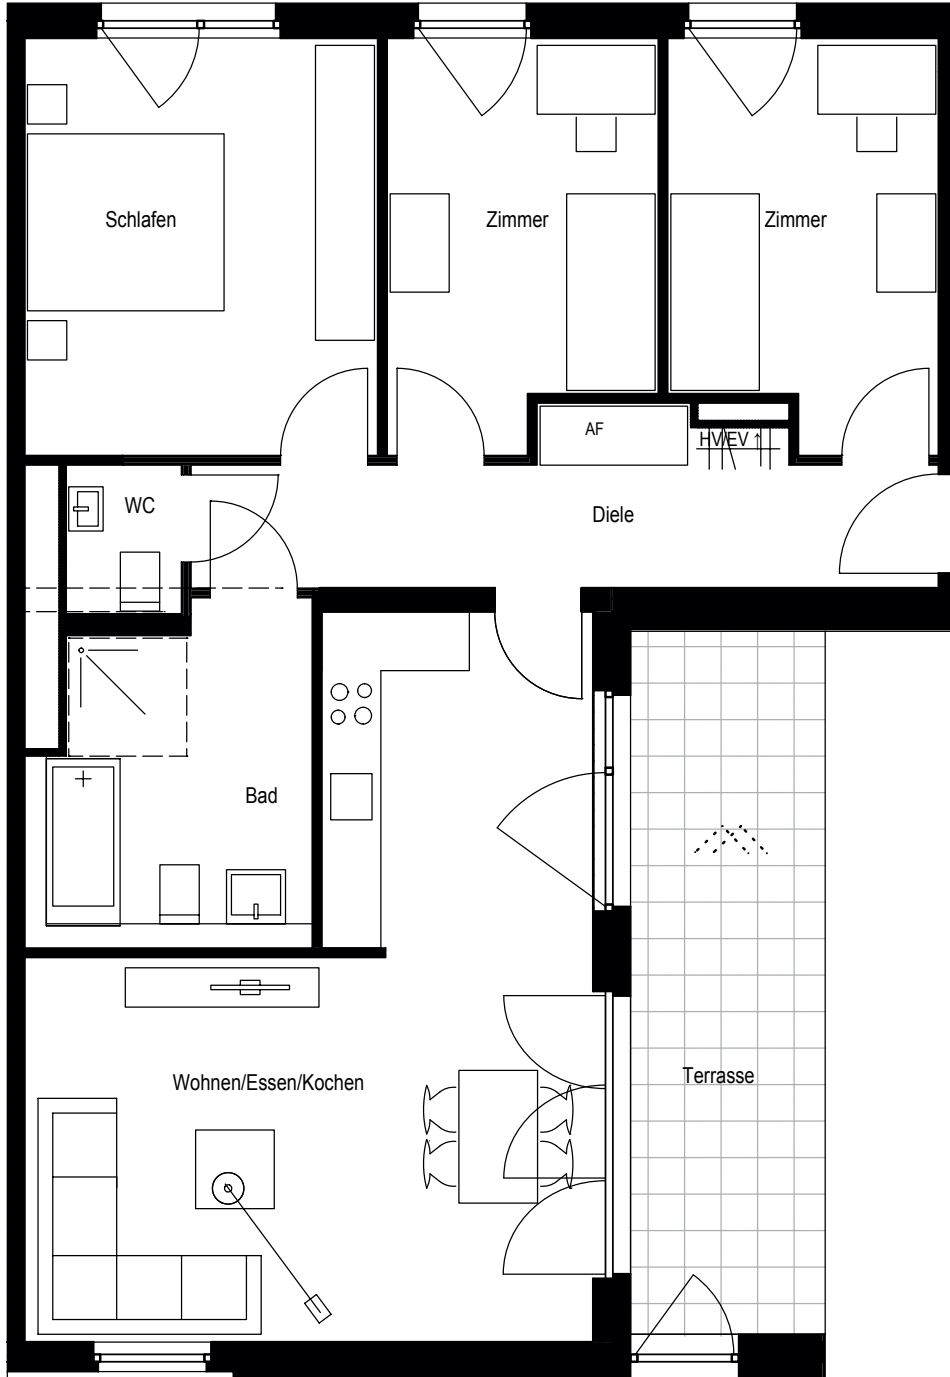 Schlafen
Zimmer
Zimmer
AF
HV/EV ↑
WC
Diele
Bad
Wohnen/Essen/Kochen
Terrasse